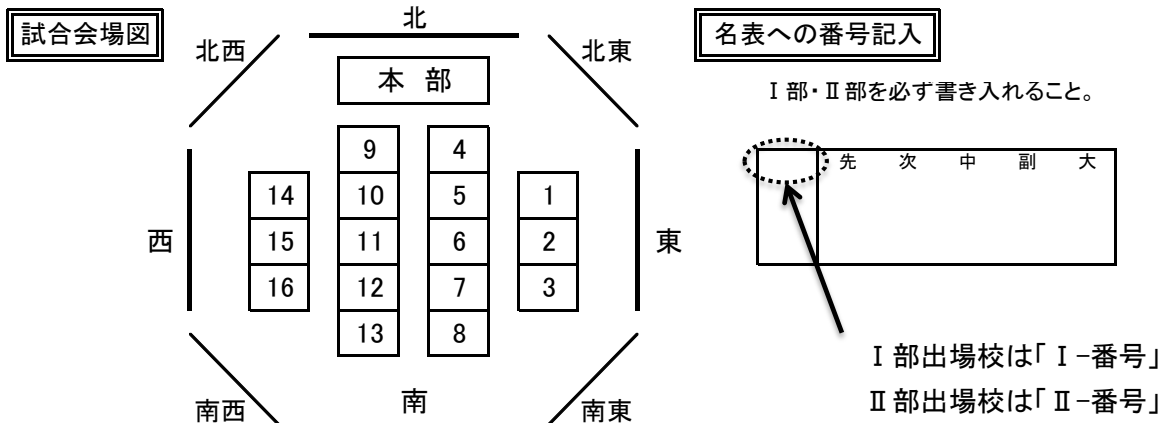 試合会場図
北
北西
北東
本 部
9
4
14
10
5
1
西
15
11
6
2
東
16
12
7
3
13
8
南西
南
南東
名表への番号記入
Ⅰ部・Ⅱ部を必ず書き入れること。
先 次 中 副 大
Ⅰ部出場校は「Ⅰ-番号」
Ⅱ部出場校は「Ⅱ-番号」